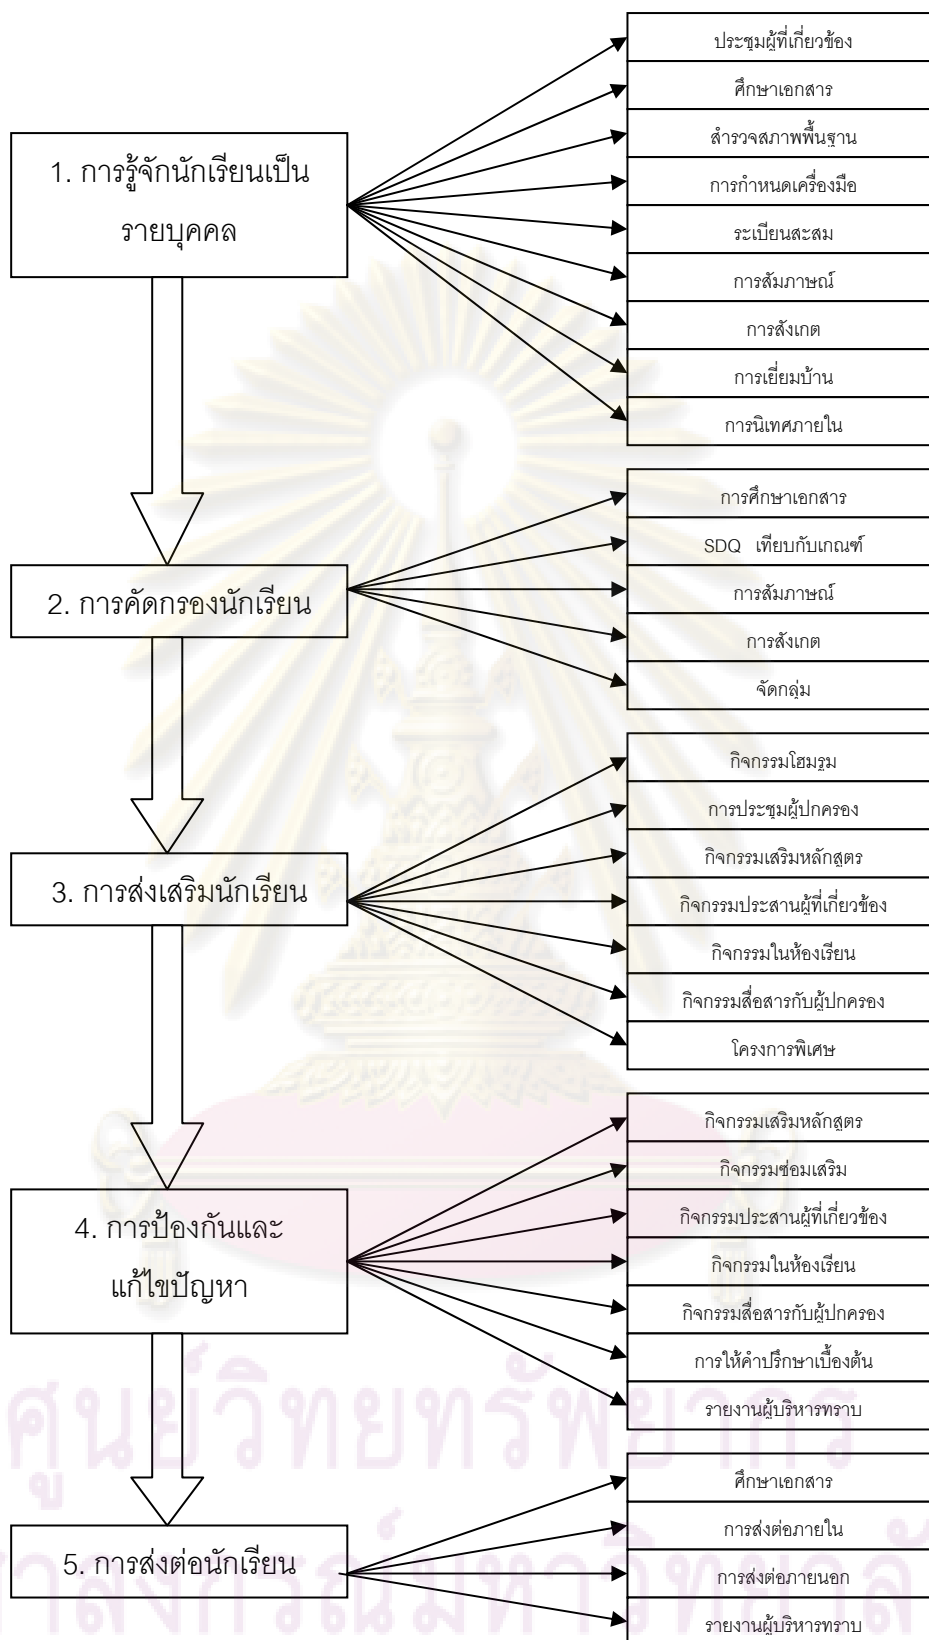 1. การรู้จักนักเรียนเป็น
รายบุคคล
ประชุมผู้ที่เกี่ยวข้อง
ศึกษาเอกสาร
สำรวจสภาพพื้นฐาน
การกำหนดเครื่องมือ
ระเบียนสะสม
การสัมภาษณ์
การสังเกต
การเยี่ยมบ้าน
การนิเทศภายใน
2. การคัดกรองนักเรียน
การศึกษาเอกสาร
SDQ เทียบกับเกณฑ์
การสัมภาษณ์
การสังเกต
จัดกลุ่ม
3. การส่งเสริมนักเรียน
กิจกรรมโฮมรูม
การประชุมผู้ปกครอง
กิจกรรมเสริมหลักสูตร
กิจกรรมประสานผู้ที่เกี่ยวข้อง
กิจกรรมในห้องเรียน
กิจกรรมสื่อสารกับผู้ปกครอง
โครงการพิเศษ
4. การป้องกันและ
แก้ไขปัญหา
กิจกรรมเสริมหลักสูตร
กิจกรรมซ่อมเสริม
กิจกรรมประสานผู้ที่เกี่ยวข้อง
กิจกรรมในห้องเรียน
กิจกรรมสื่อสารกับผู้ปกครอง
การให้คำปรึกษาเบื้องต้น
รายงานผู้บริหารทราบ
5. การส่งต่อนักเรียน
ศึกษาเอกสาร
การส่งต่อภายใน
การส่งต่อภายนอก
รายงานผู้บริหารทราบ
ศูนย์วิทยทรัพยากร
าลงกรณ์มหาวิทยาลั